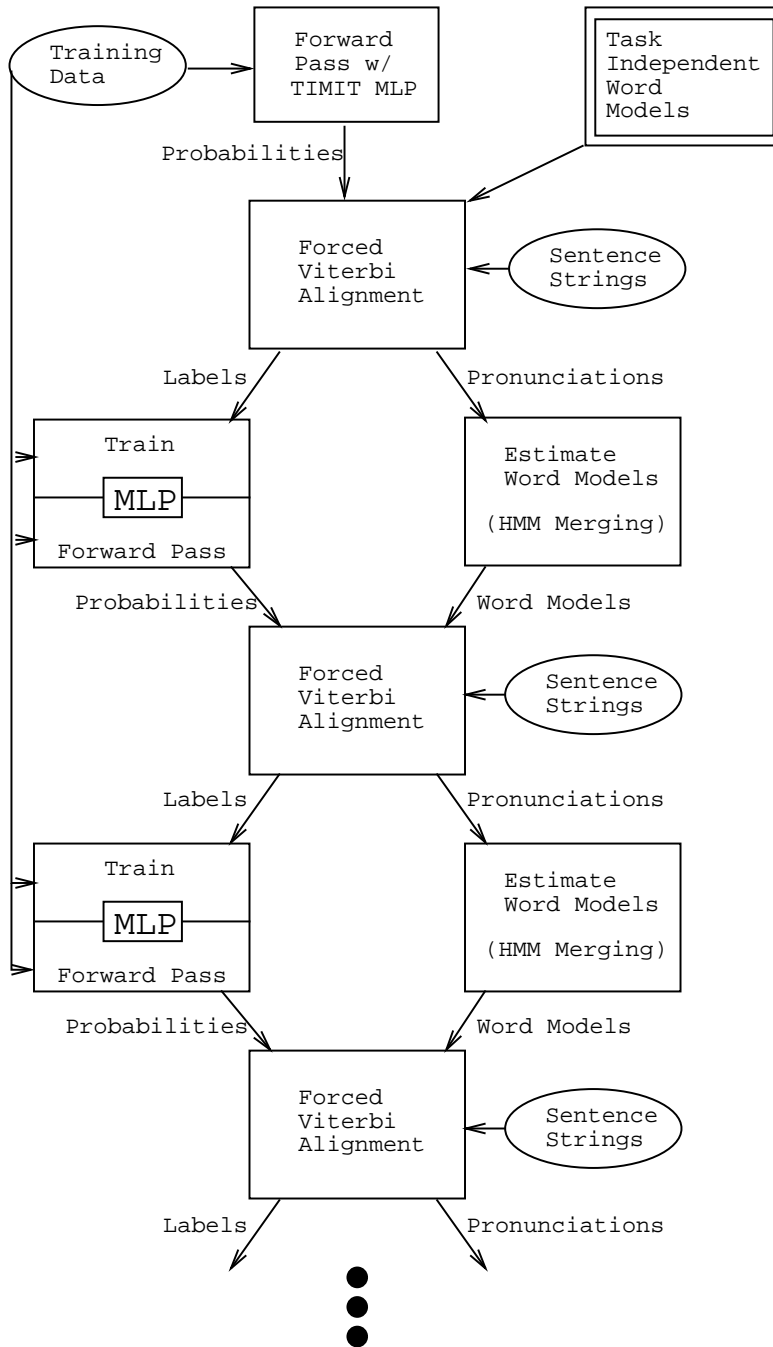 Training
Data
Forward
Pass w/
TIMIT MLP
Task
Independent
Word
Models
Probabilities
Forced
Viterbi
Alignment
Sentence
Strings
Labels
Pronunciations
Train
MLP
Forward Pass
Estimate
Word Models
(HMM Merging)
Probabilities
Word Models
Forced
Viterbi
Alignment
Sentence
Strings
Labels
Pronunciations
Train
MLP
Forward Pass
Estimate
Word Models
(HMM Merging)
Probabilities
Word Models
Forced
Viterbi
Alignment
Sentence
Strings
Labels
Pronunciations